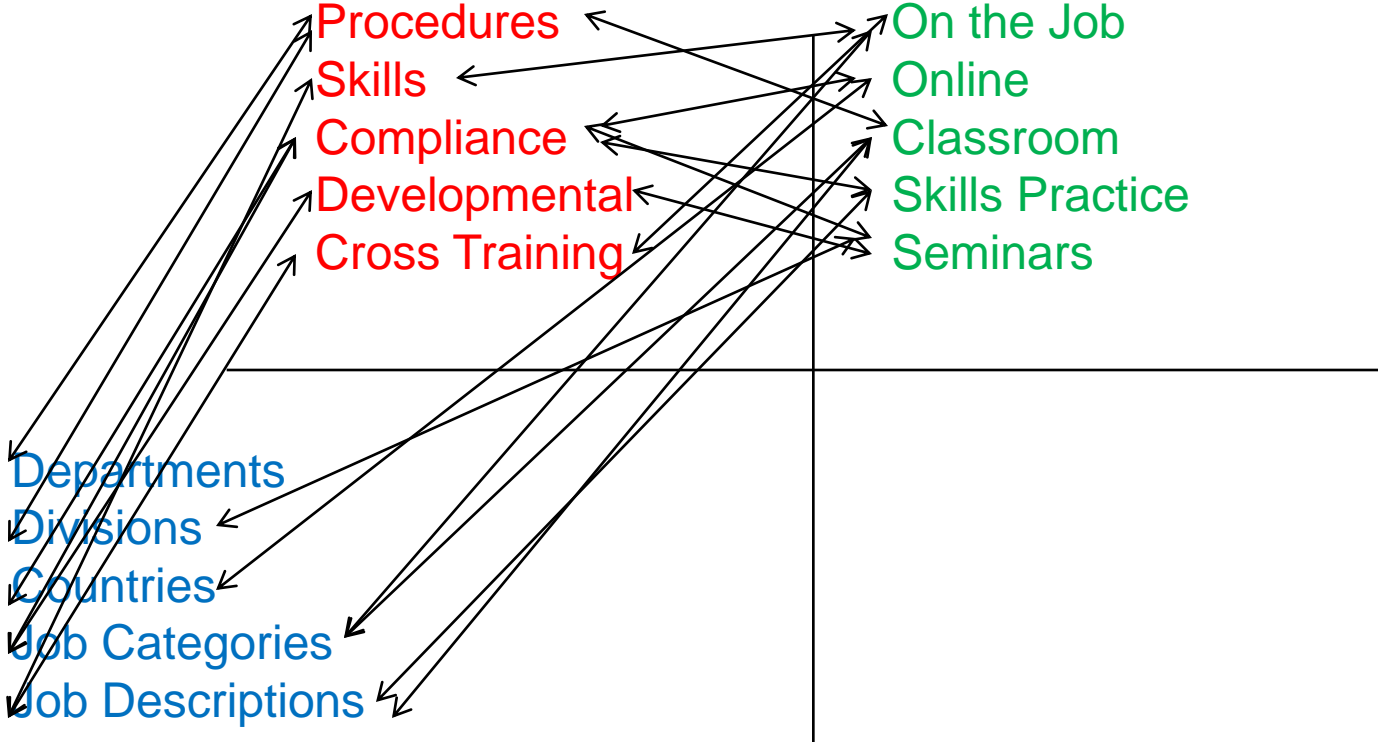 Procedures
Skills
Compliance
Developmental
Cross Training
On the Job
Online
Classroom
Skills Practice
Seminars
Departments
Divisions
Countries
Job Categories
Job Descriptions